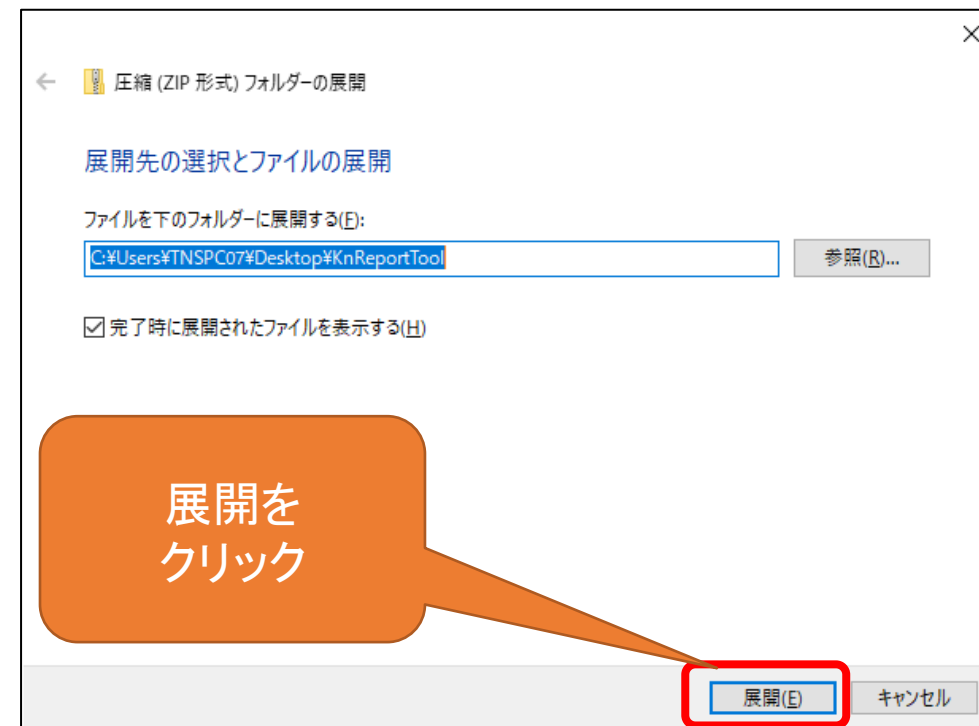 圧縮 (ZIP 形式) フォルダーの展開
展開先の選択とファイルの展開
ファイルを下のフォルダーに展開する(F):
C:¥Users¥TNSPC07¥Desktop¥KnReportTool
参照(R)...
完了時に展開されたファイルを表示する(H)
展開を
クリック
展開(E)
キャンセル